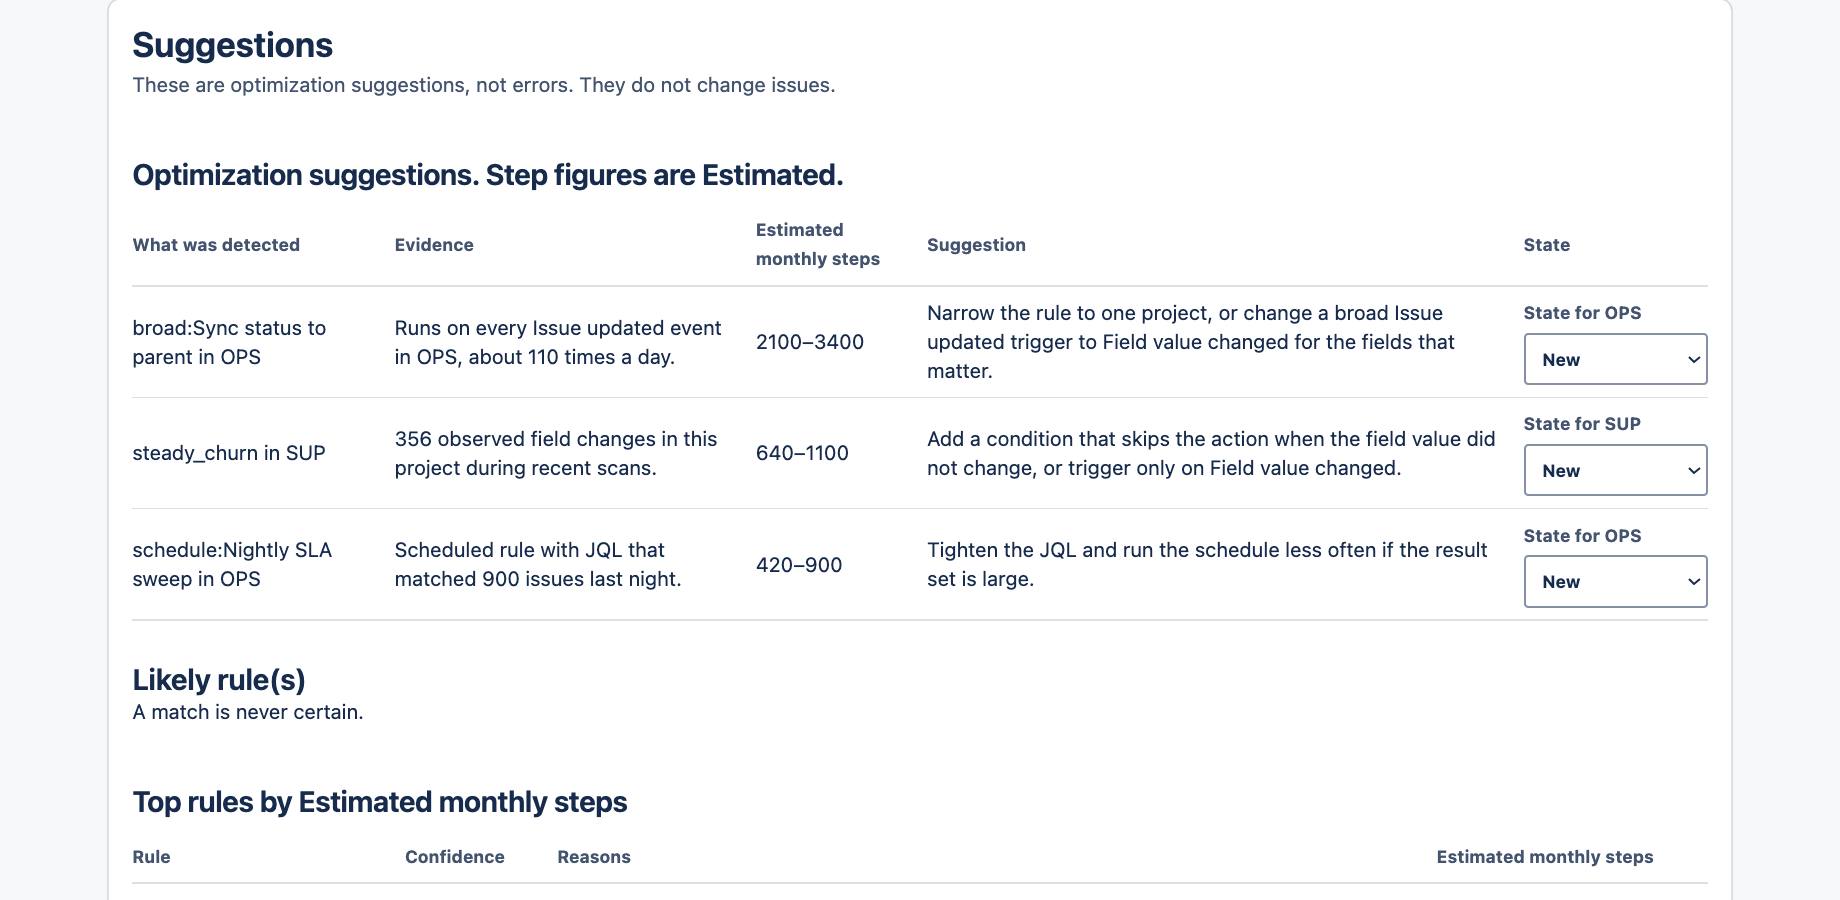 Suggestions
These are optimization suggestions, not errors. They do not change issues.
Optimization suggestions. Step figures are Estimated.
What was detected
Evidence
Estimated
monthly steps
Suggestion
State
broad:Sync status to
parent in OPS
Runs on every Issue updated event
in OPS, about 110 times a day.
2100–3400
Narrow the rule to one project, or change a broad Issue
updated trigger to Field value changed for the fields that
matter.
State for OPS
New
steady_churn in SUP
356 observed field changes in this
project during recent scans.
640–1100
Add a condition that skips the action when the field value did
not change, or trigger only on Field value changed.
State for SUP
New
schedule:Nightly SLA
sweep in OPS
Scheduled rule with JQL that
matched 900 issues last night.
420–900
Tighten the JQL and run the schedule less often if the result
set is large.
State for OPS
New
Likely rule(s)
A match is never certain.
Top rules by Estimated monthly steps
Rule
Confidence
Reasons
Estimated monthly steps